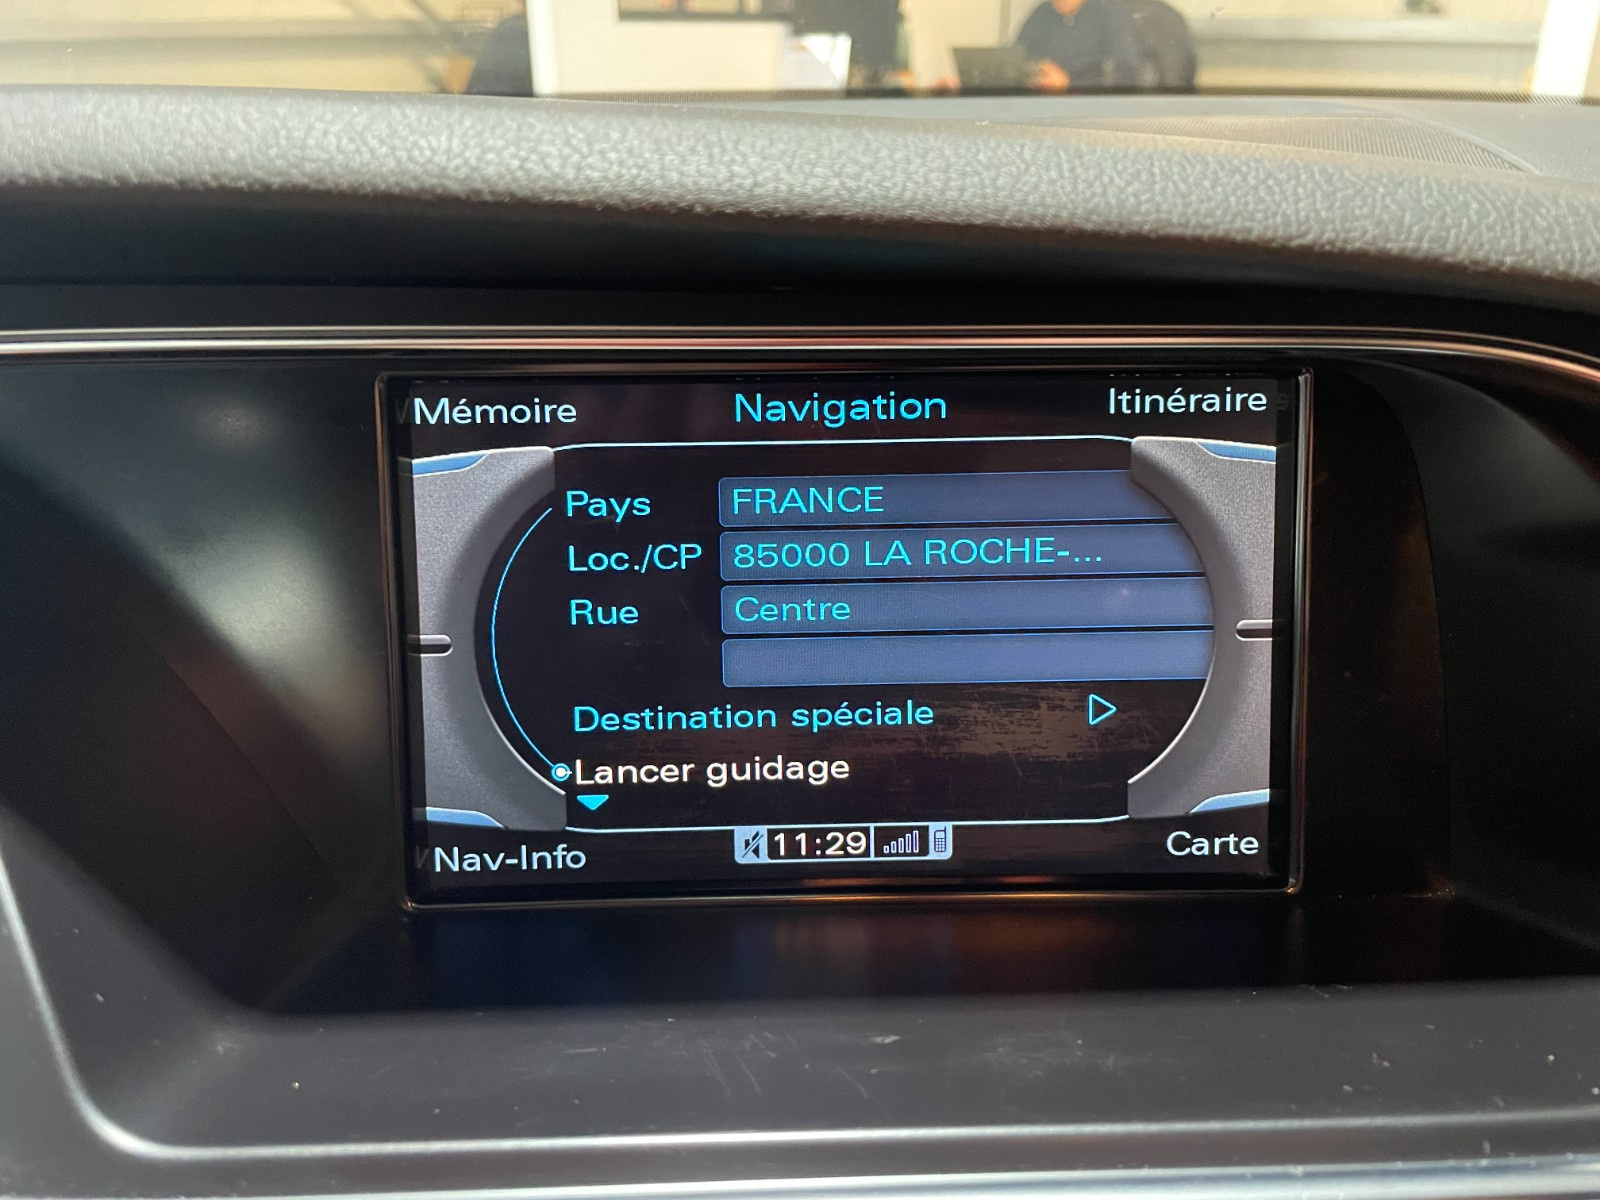 Mémoire Navigation Itinéraire
Pays FRANCE
Loc./CP 85000 LA ROCHE-...
Rue Centre
Destination spéciale
Lancer guidage
Nav-Info 11:29 Carte